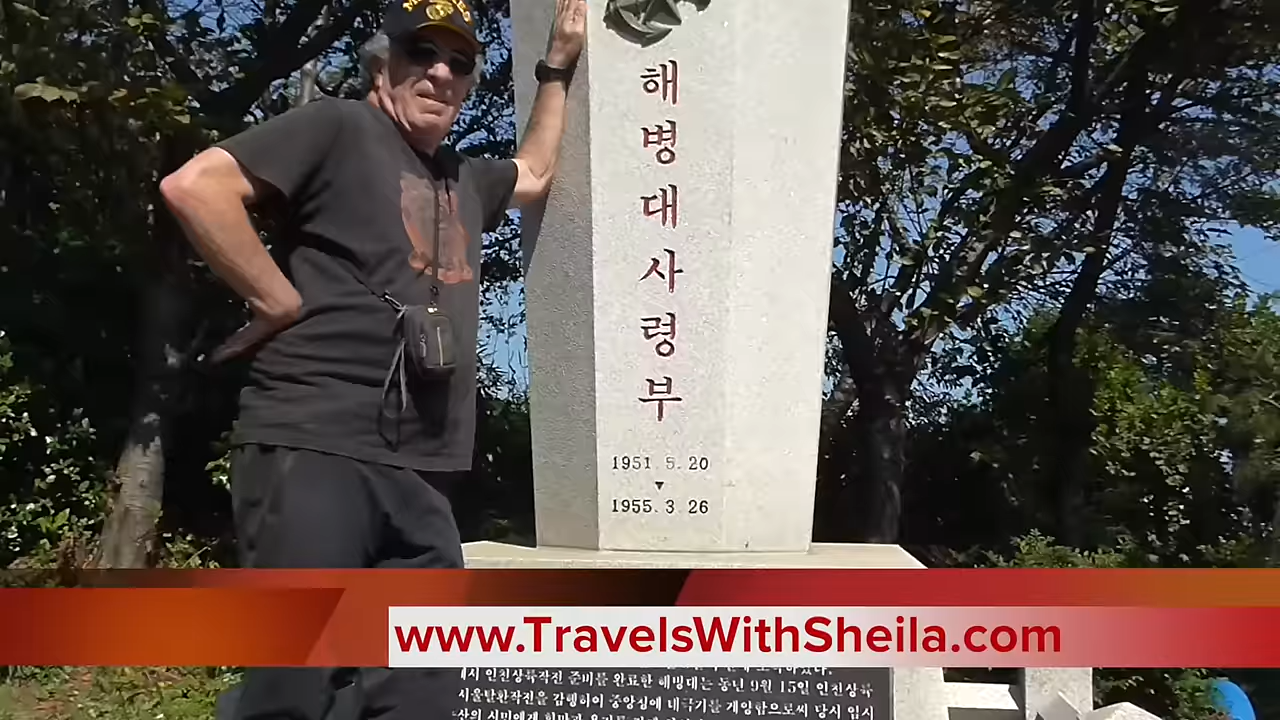 MARINES
해병대사령부
1951. 5. 20
▼
1955. 3 26
www.TravelsWithSheila.com
인천상륙작전 준비를 완료한 해병대는 동년 9월 15일 인천상륙
서울탈환작전을 감행하여 중앙청에 태극기를 게양함으로써 당시 임시